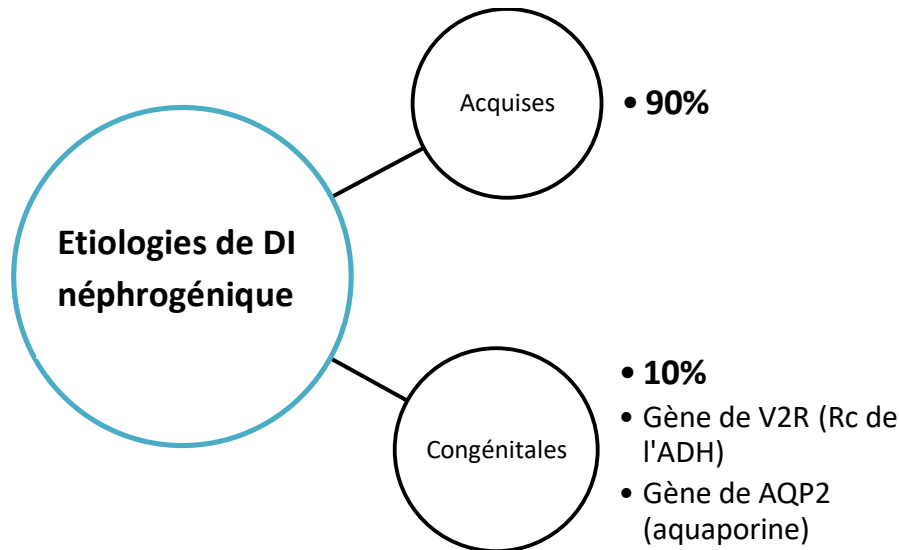 Etiologies de DI
néphrogénique
Acquises
• 90%
Congénitales
• 10%
• Gène de V2R (Rc de
l'ADH)
• Gène de AQP2
(aquaporine)